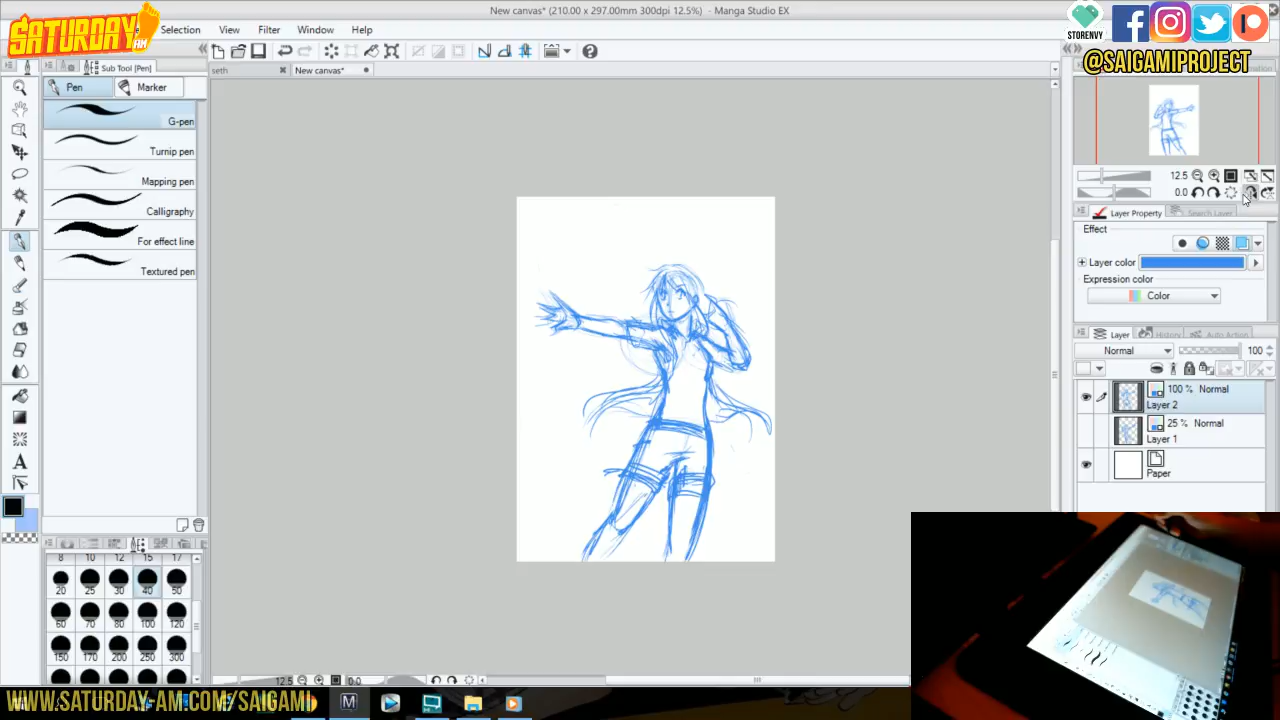 New canvas* (210.00 x 297.00mm 300dpi 12.5%) - Manga Studio EX
SATURDAY AM
Selection View Filter Window Help
STORENVY
@SAIGAMIPROJECT
Sub Tool [Pen]
seth New canvas*
Pen Marker
G-pen
Turnip pen
Mapping pen
Calligraphy
For effect line
Textured pen
12.5
0.0
Layer Property Search Layer
Effect
Layer color
Expression color
Color
Layer History Auto Action
Normal 100
100 % Normal
Layer 2
25 % Normal
Layer 1
Paper
8 10 12 15 17
20 25 30 40 50
60 70 80 100 120
150 170 200 250 300
12.5 0.0
WWW.SATURDAY-AM.COM/SAIGAMI